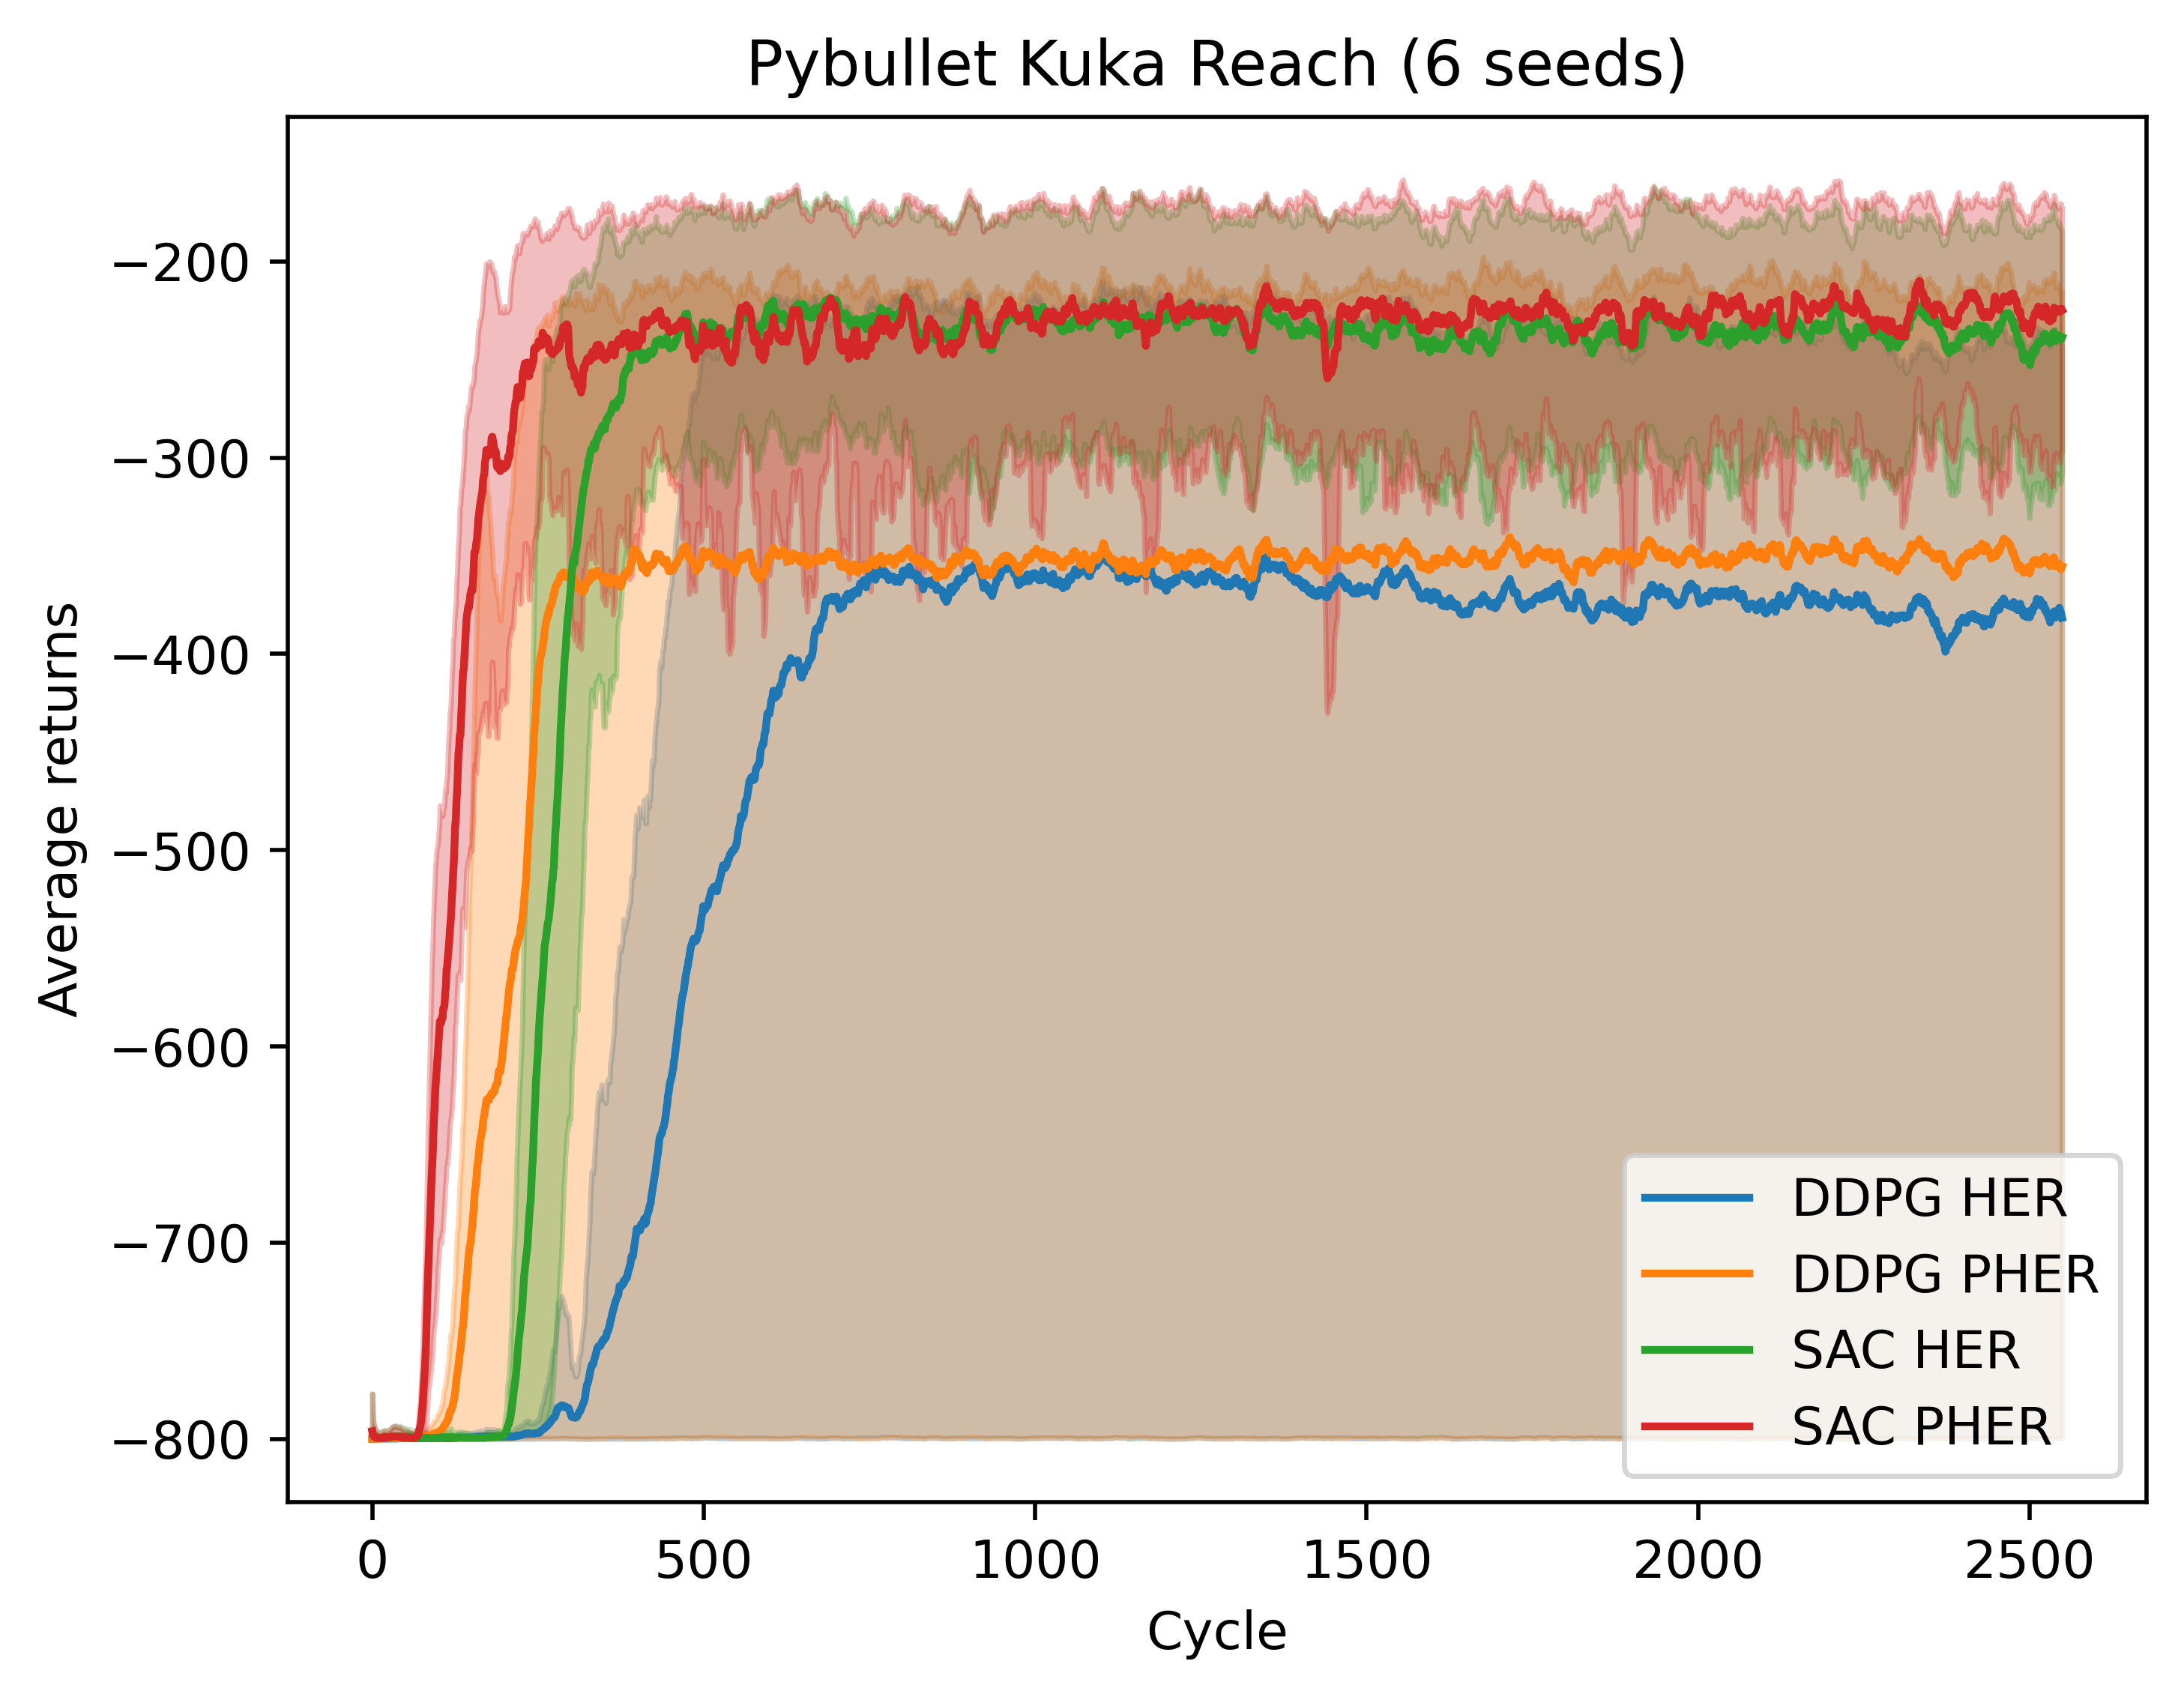 Pybullet Kuka Reach (6 seeds)
Average returns
−200
−300
−400
−500
−600
−700
−800
0 500 1000 1500 2000 2500
Cycle
DDPG HER
DDPG PHER
SAC HER
SAC PHER